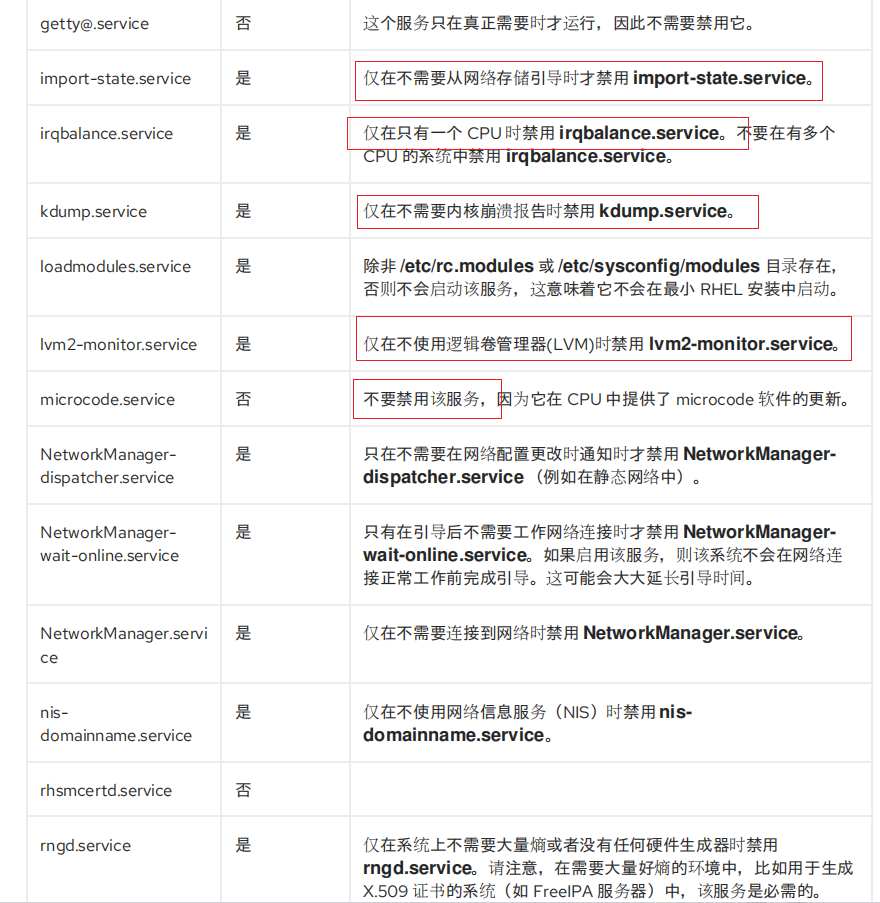 getty@.service 否 这个服务只在真正需要时才运行，因此不需要禁用它。
import-state.service 是 仅在不需要从网络存储引导时才禁用 import-state.service。
irqbalance.service 是 仅在只有一个 CPU 时禁用 irqbalance.service。不要在有多个
CPU 的系统中禁用 irqbalance.service。
kdump.service 是 仅在不需要内核崩溃报告时禁用 kdump.service。
loadmodules.service 是 除非 /etc/rc.modules 或 /etc/sysconfig/modules 目录存在，
否则不会启动该服务，这意味着它不会在最小 RHEL 安装中启动。
lvm2-monitor.service 是 仅在不使用逻辑卷管理器(LVM)时禁用 lvm2-monitor.service。
microcode.service 否 不要禁用该服务，因为它在 CPU 中提供了 microcode 软件的更新。
NetworkManager- 是 只在不需要在网络配置更改时通知时才禁用 NetworkManager-
dispatcher.service dispatcher.service （例如在静态网络中）。
NetworkManager- 是 只有在引导后不需要工作网络连接时才禁用 NetworkManager-
wait-online.service wait-online.service。如果启用该服务，则该系统不会在网络连
接正常工作前完成引导。这可能会大大延长引导时间。
NetworkManager.servi 是 仅在不需要连接到网络时禁用 NetworkManager.service。
ce
nis- 是 仅在不使用网络信息服务（NIS）时禁用 nis-
domainname.service domainname.service。
rhsmcertd.service 否
rngd.service 是 仅在系统上不需要大量熵或者没有任何硬件生成器时禁用
rngd.service。请注意，在需要大量好熵的环境中，比如用于生成
X.509 证书的系统（如 FreeIPA 服务器）中，该服务是必需的。